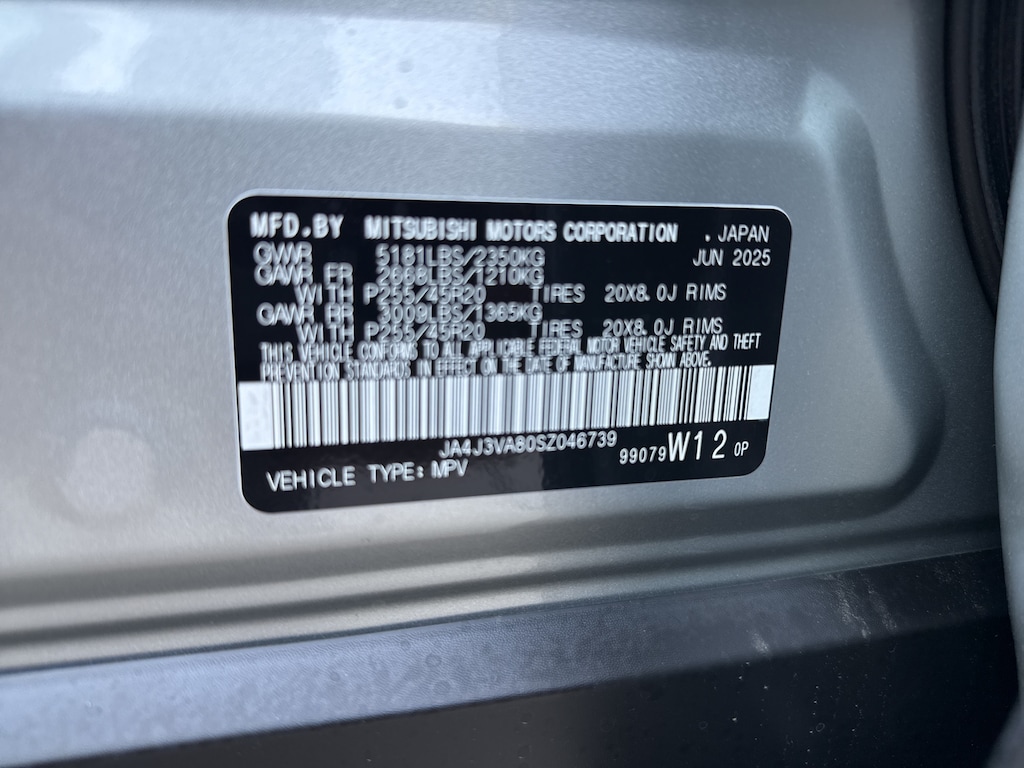 MFD.BY MITSUBISHI MOTORS CORPORATION . JAPAN
GVWR 5181LBS/2350KG JUN 2025
GAWR FR 2668LBS/1210KG
WITH P255/45R20 TIRES 20X8.0J RIMS
GAWR RR 3009LBS/1365KG
WITH P255/45R20 TIRES 20X8.0J RIMS
THIS VEHICLE CONFORMS TO ALL APPLICABLE FEDERAL MOTOR VEHICLE SAFETY AND THEFT
PREVENTION STANDARDS IN EFFECT ON THE DATE OF MANUFACTURE SHOWN ABOVE.
JA4J3VA80SZ046739
99079 W12 0P
VEHICLE TYPE: MPV